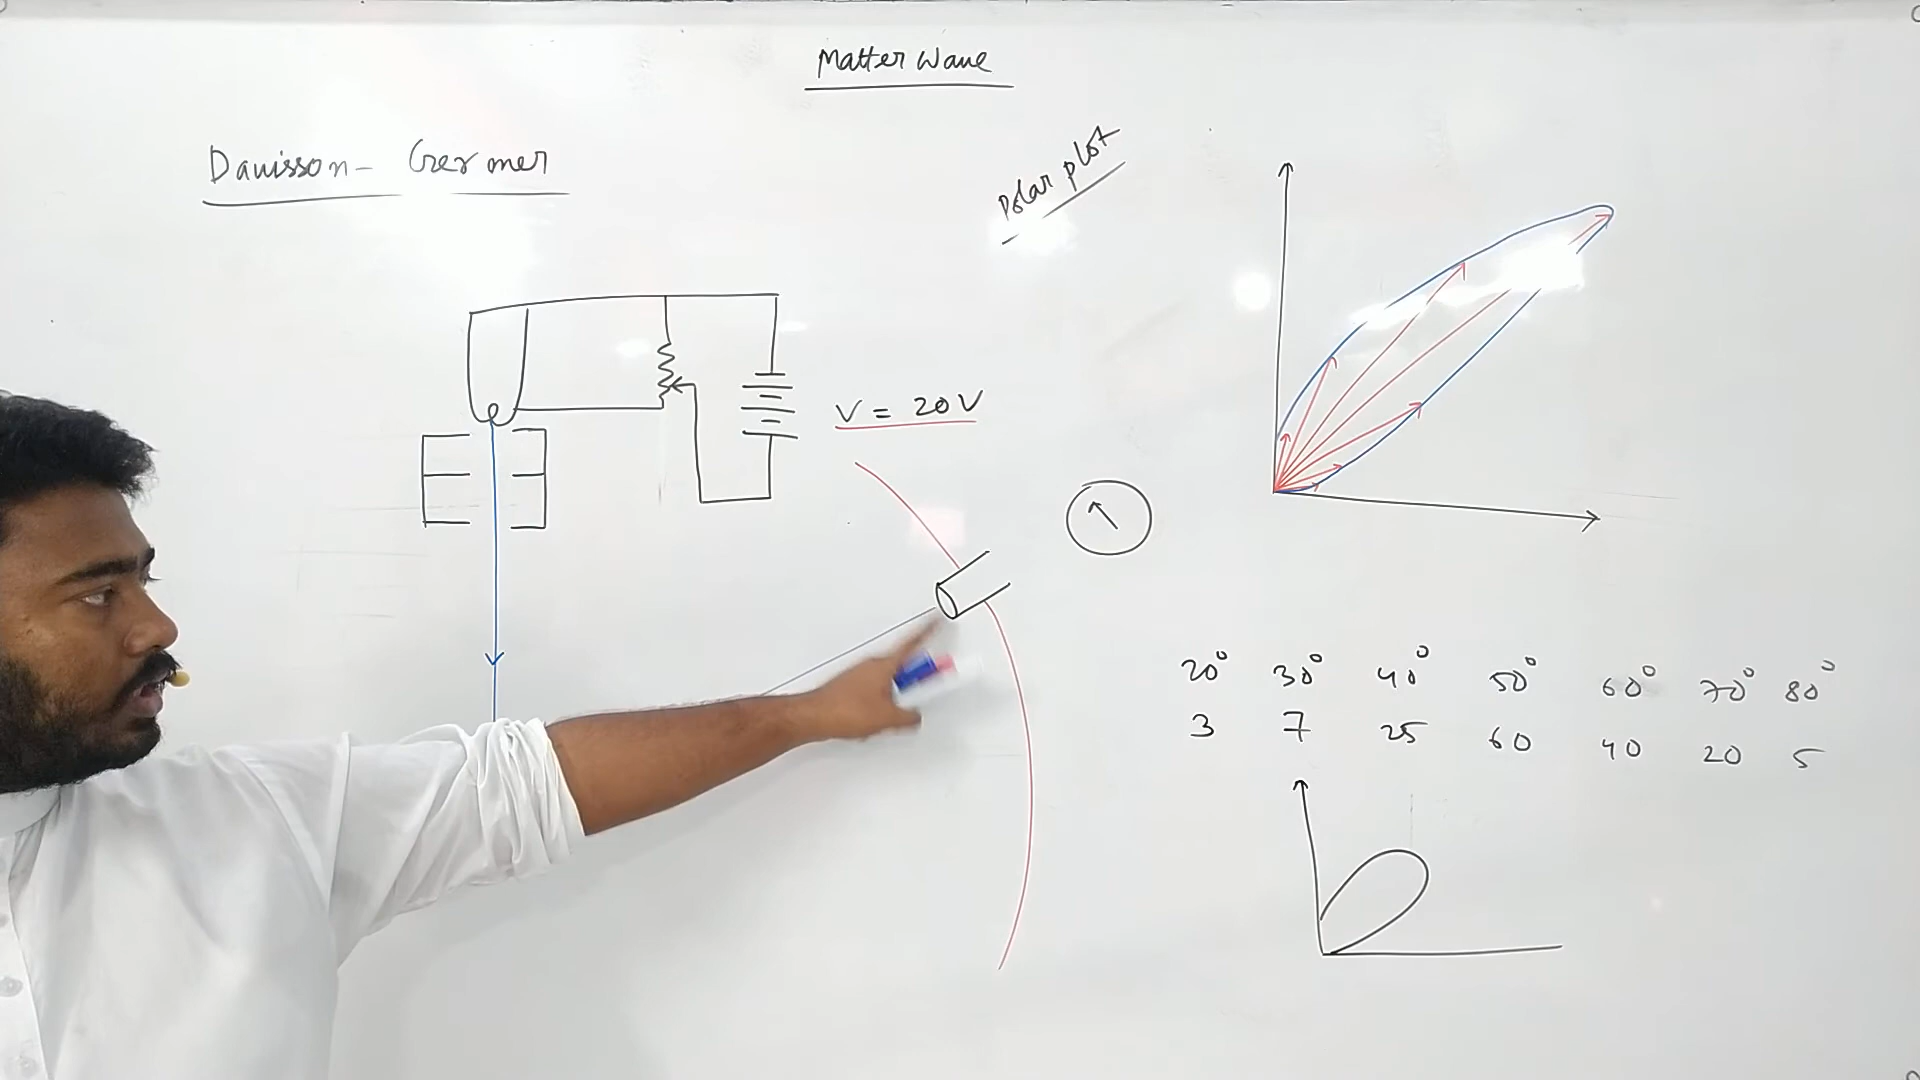 Matter Wave
Davisson - Germer
Polar plot
V = 20V
20° 30° 40° 50° 60° 70° 80°
3 7 25 60 40 20 5